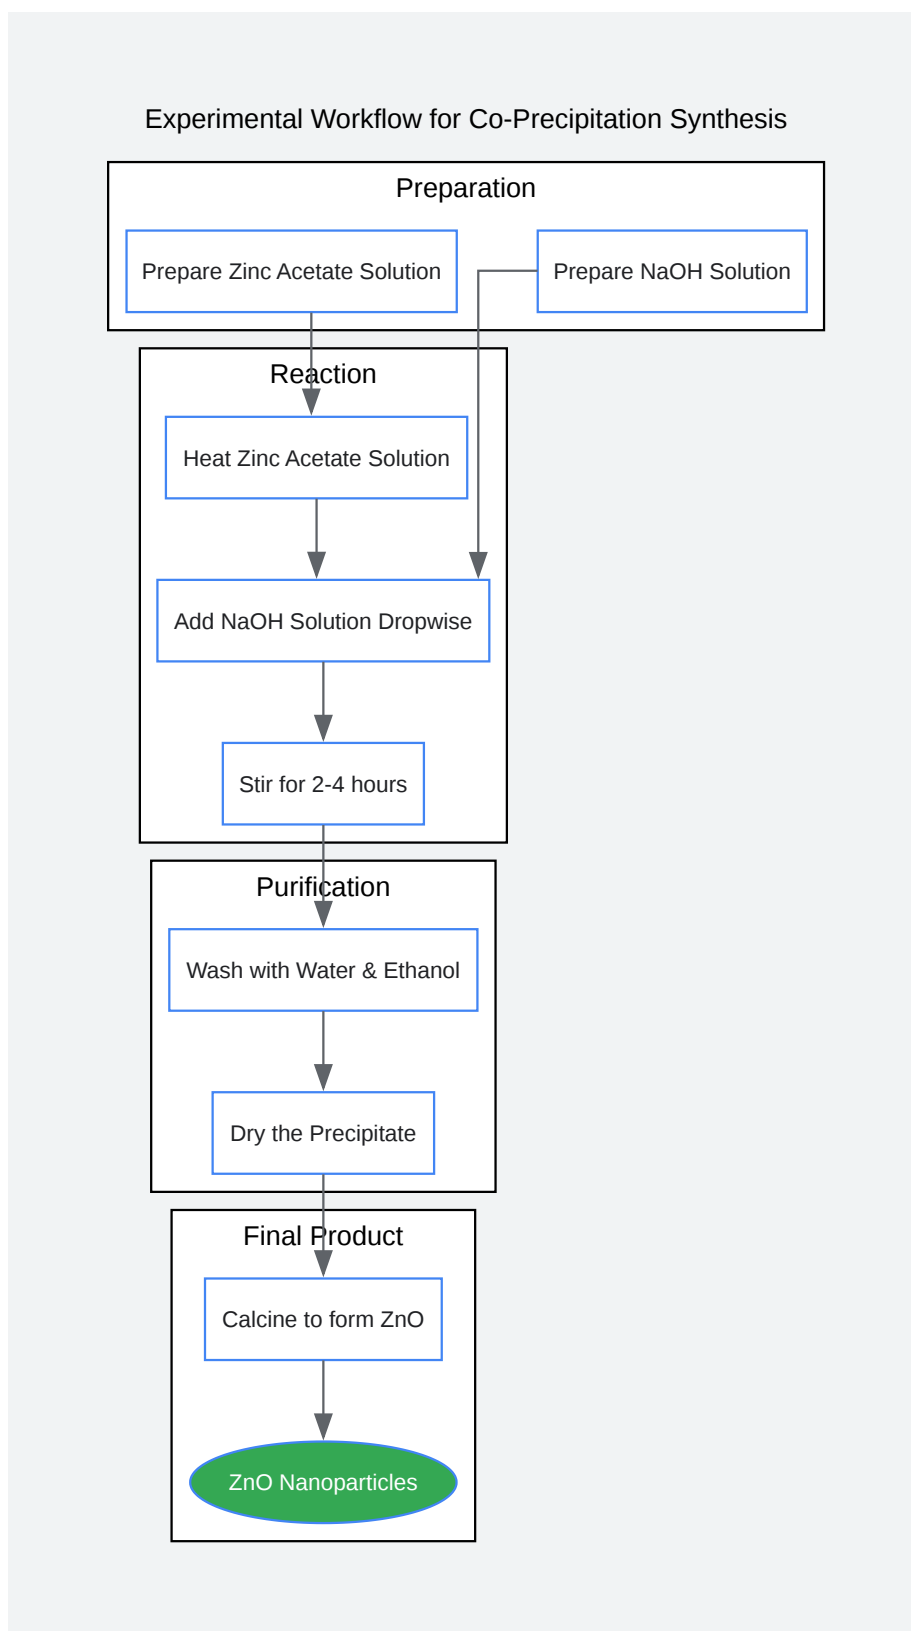 Experimental Workflow for Co-Precipitation Synthesis
Preparation
Prepare Zinc Acetate Solution
Prepare NaOH Solution
Reaction
Heat Zinc Acetate Solution
Add NaOH Solution Dropwise
Stir for 2-4 hours
Purification
Wash with Water & Ethanol
Dry the Precipitate
Final Product
Calcine to form ZnO
ZnO Nanoparticles